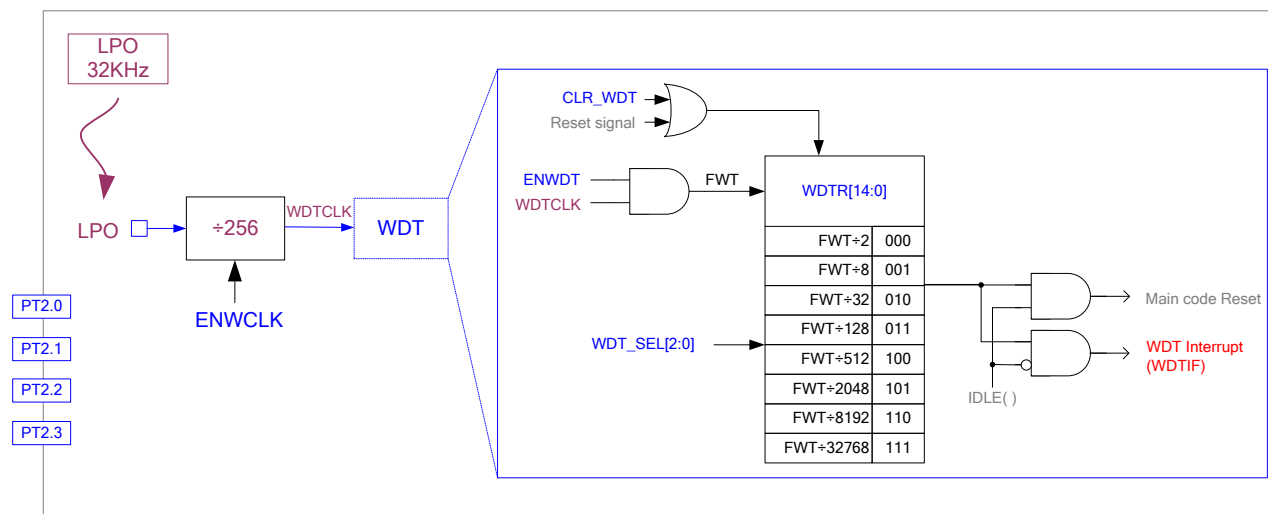 LPO
32KHz
LPO
÷256
WDTCLK
WDT
ENWCLK
PT2.0
PT2.1
PT2.2
PT2.3
CLR_WDT
Reset signal
ENWDT
WDTCLK
FWT
WDTR[14:0]
FWT÷2 000
FWT÷8 001
FWT÷32 010
FWT÷128 011
FWT÷512 100
FWT÷2048 101
FWT÷8192 110
FWT÷32768 111
WDT_SEL[2:0]
Main code Reset
WDT Interrupt
(WDTIF)
IDLE( )